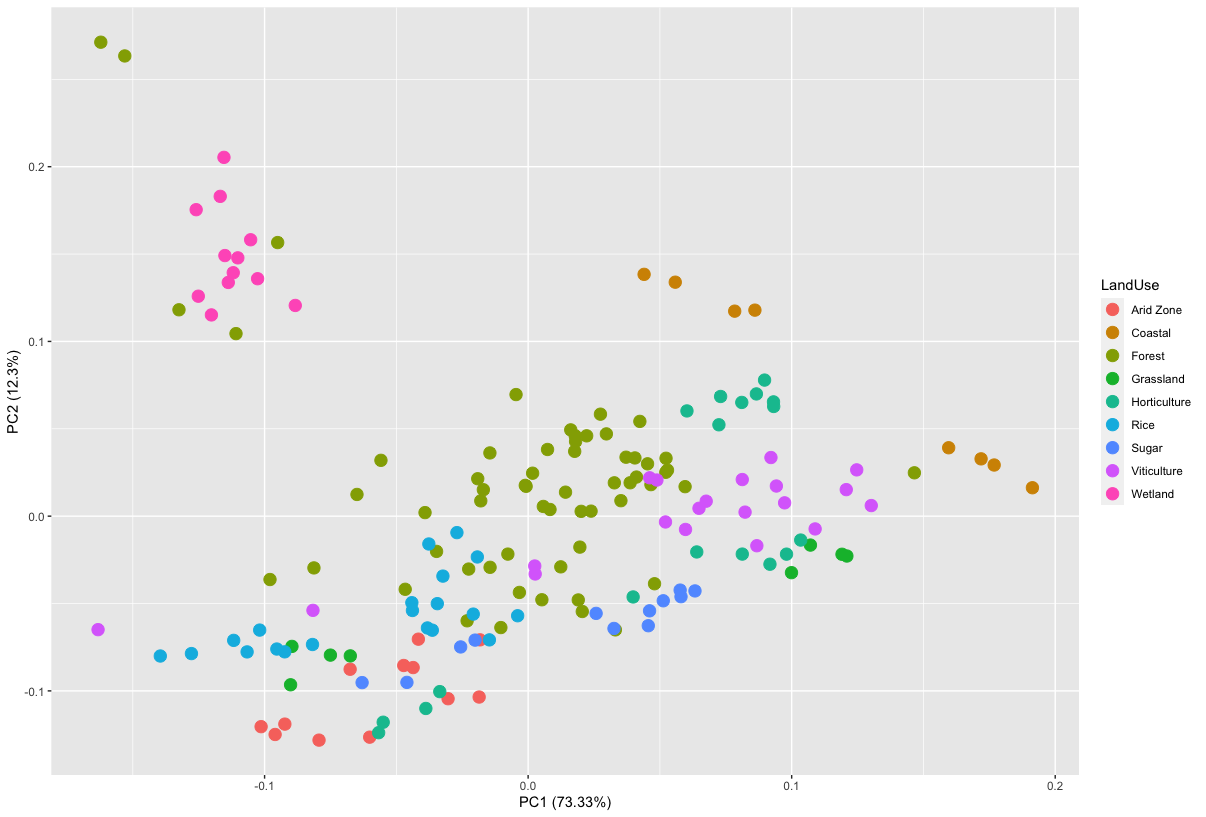 0.2
0.1
0.0
-0.1
PC2 (12.3%)
-0.1
0.0
0.1
0.2
PC1 (73.33%)
LandUse
Arid Zone
Coastal
Forest
Grassland
Horticulture
Rice
Sugar
Viticulture
Wetland